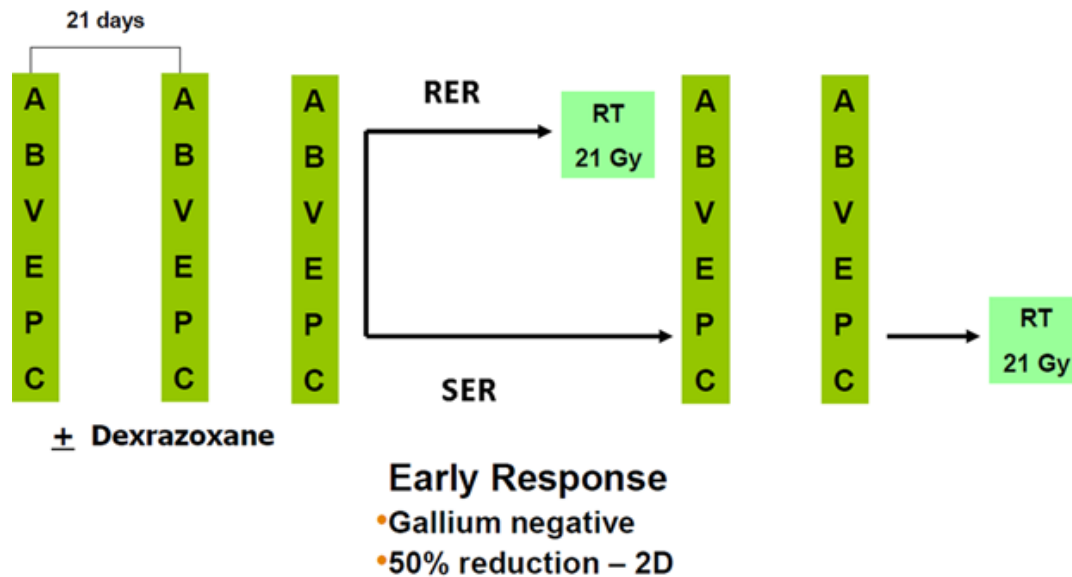 21 days
A
B
V
E
P
C
A
B
V
E
P
C
A
B
V
E
P
C
RER
RT
21 Gy
SER
A
B
V
E
P
C
A
B
V
E
P
C
RT
21 Gy
± Dexrazoxane
Early Response
•Gallium negative
•50% reduction – 2D